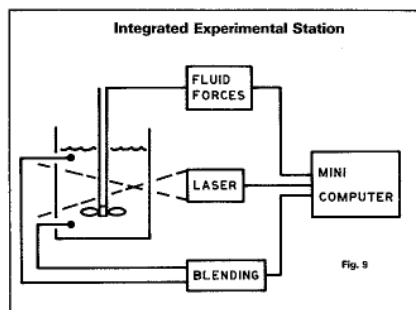 Integrated Experimental Station
FLUID
FORCES
LASER
MINI
COMPUTER
BLENDING
Fig. 9